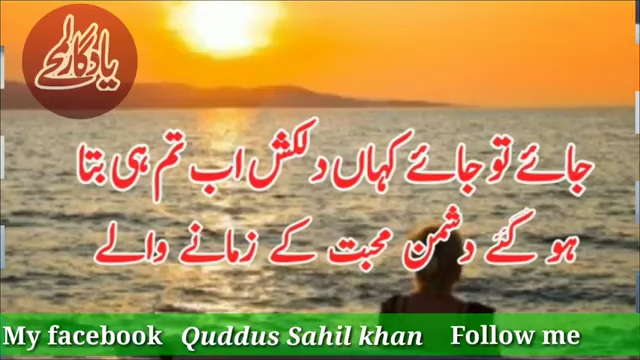 یادگار لمحے
جائے تو جائے کہاں دلکش اب تم ہی بتا
ہو گئے دشمن محبت کے زمانے والے
My facebook Quddus Sahil khan Follow me